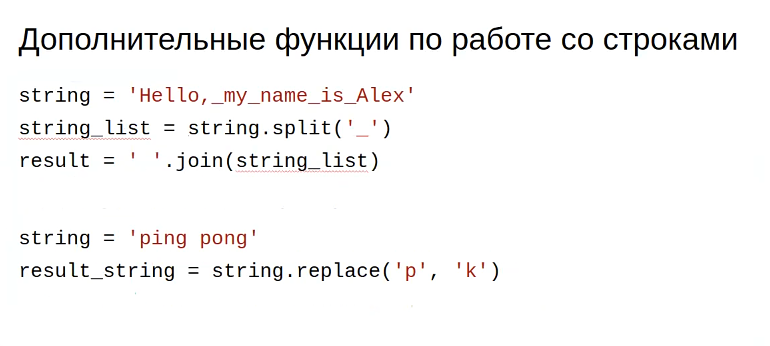 Дополнительные функции по работе со строками
string = 'Hello,_my_name_is_Alex'
string_list = string.split('_')
result = ' '.join(string_list)
string = 'ping pong'
result_string = string.replace('p', 'k')